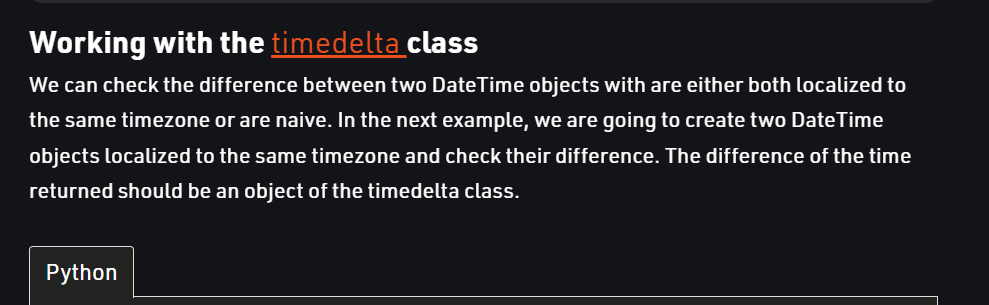 Working with the timedelta class
We can check the difference between two DateTime objects with are either both localized to
the same timezone or are naive. In the next example, we are going to create two DateTime
objects localized to the same timezone and check their difference. The difference of the time
returned should be an object of the timedelta class.
Python